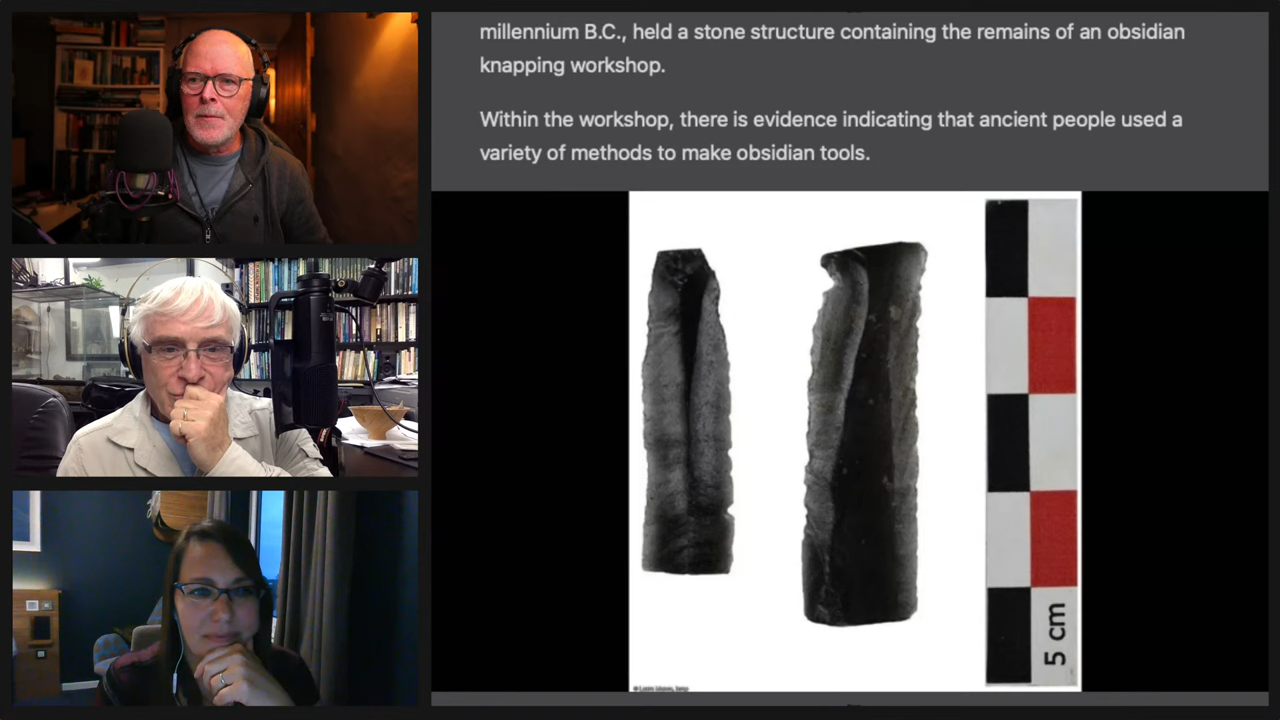 millennium B.C., held a stone structure containing the remains of an obsidian
knapping workshop.
Within the workshop, there is evidence indicating that ancient people used a
variety of methods to make obsidian tools.
5 cm